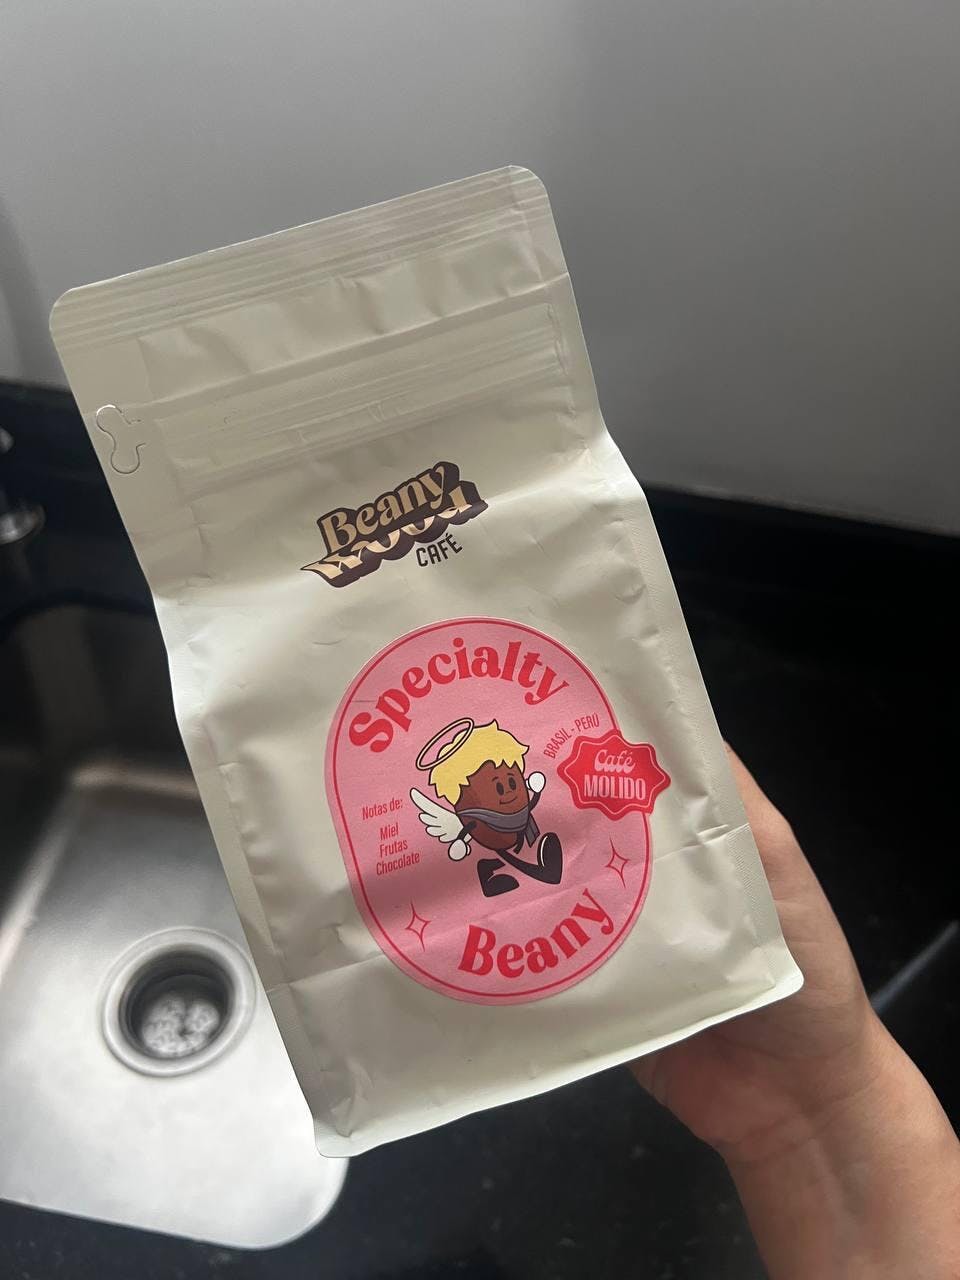 Beany
wood
CAFÉ
Specialty
BRASIL - PERÚ
Café
MOLIDO
Notas de:
Miel
Frutas
Chocolate
Beany